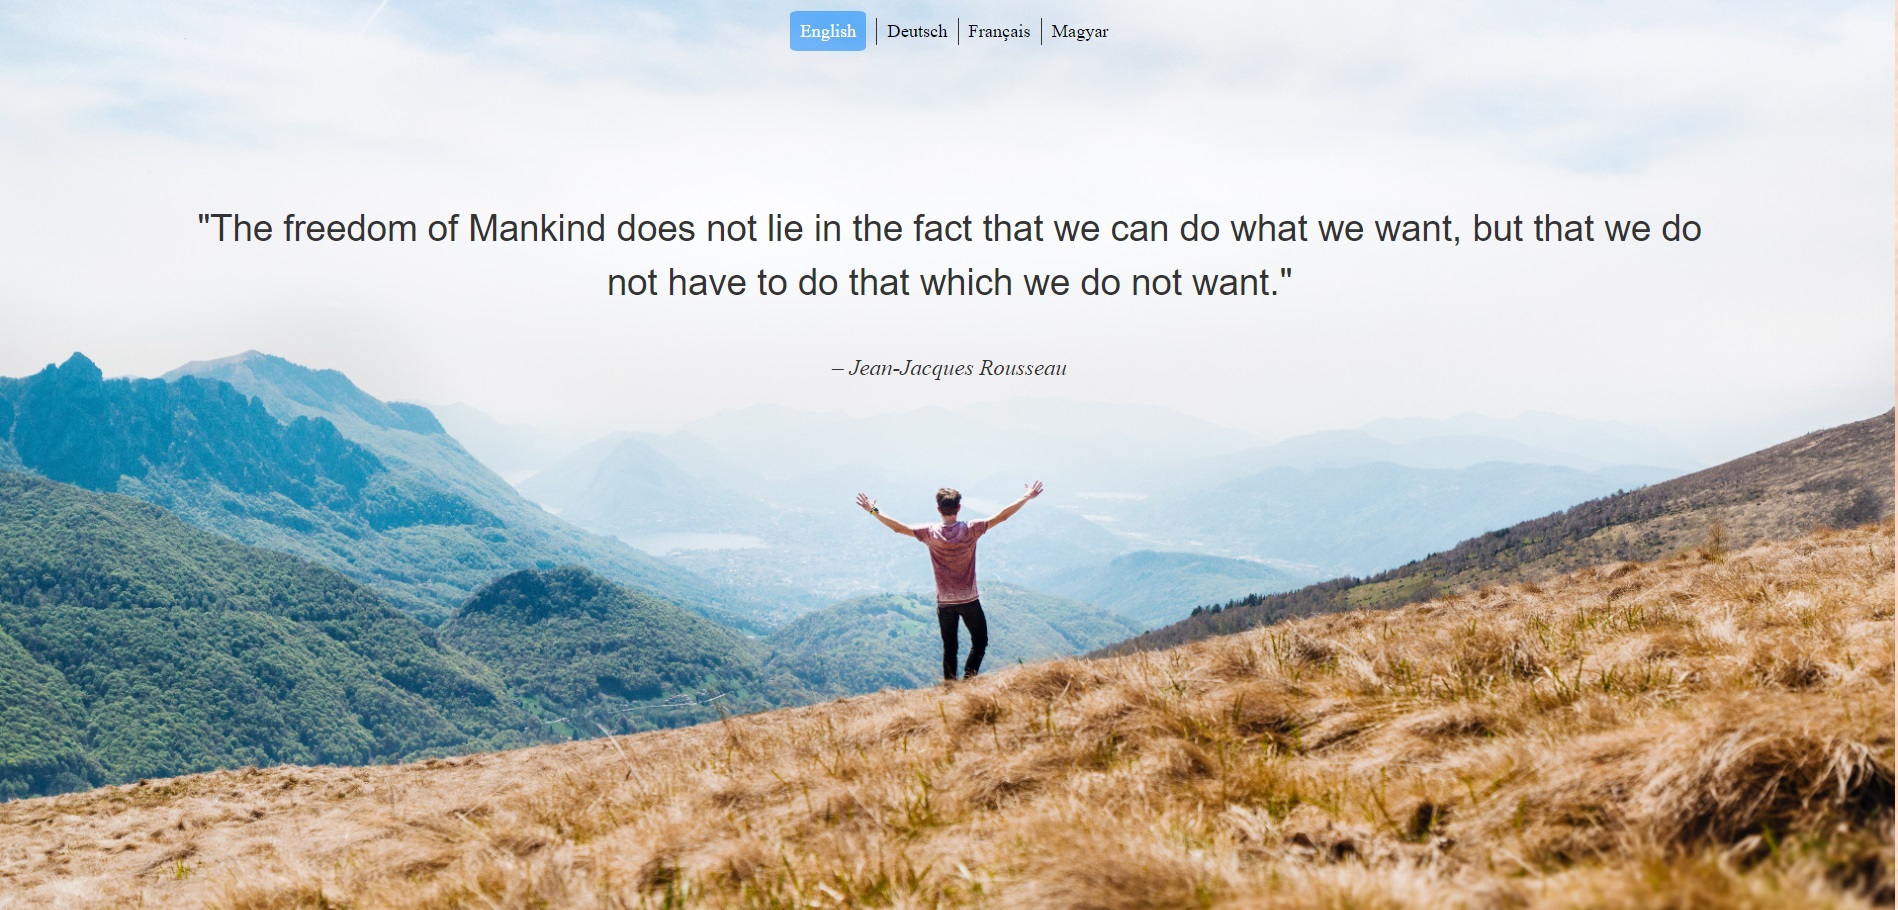 English | Deutsch | Français | Magyar
"The freedom of Mankind does not lie in the fact that we can do what we want, but that we do
not have to do that which we do not want."
– Jean-Jacques Rousseau